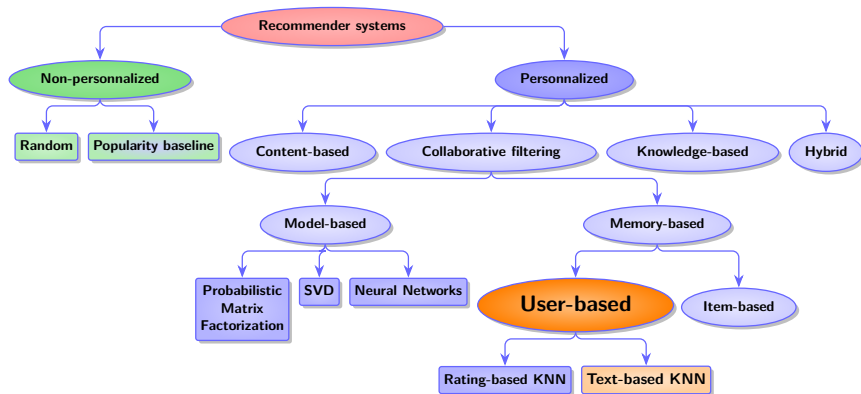 Recommender systems
Non-personnalized
Personnalized
Random
Popularity baseline
Content-based
Collaborative filtering
Knowledge-based
Hybrid
Model-based
Memory-based
Probabilistic
Matrix
Factorization
SVD
Neural Networks
User-based
Item-based
Rating-based KNN
Text-based KNN